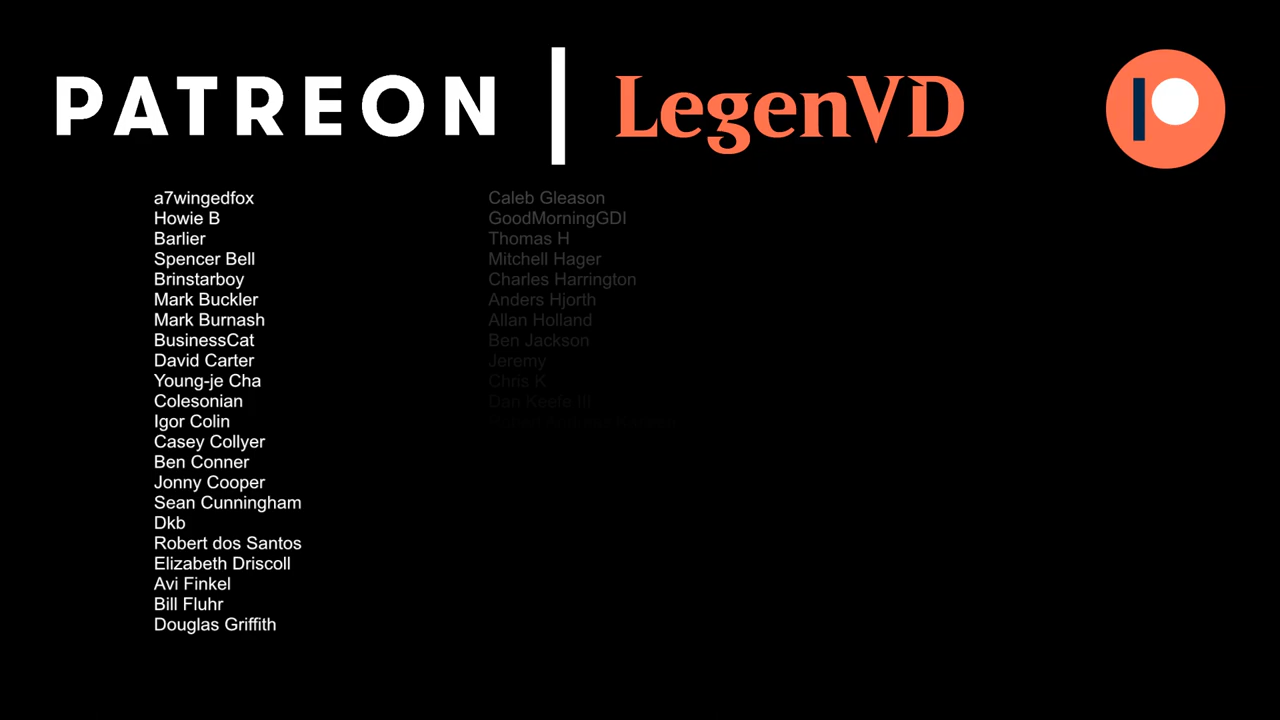 PATREON | LegenVD
a7wingedfox
Howie B
Barlier
Spencer Bell
Brinstarboy
Mark Buckler
Mark Burnash
BusinessCat
David Carter
Young-je Cha
Colesonian
Igor Colin
Casey Collyer
Ben Conner
Jonny Cooper
Sean Cunningham
Dkb
Robert dos Santos
Elizabeth Driscoll
Avi Finkel
Bill Fluhr
Douglas Griffith
Caleb Gleason
GoodMorningGDI
Thomas H
Mitchell Hager
Charles Harrington
Anders Hjorth
Allan Holland
Ben Jackson
Jeremy
Chris K
Dan Keefe III